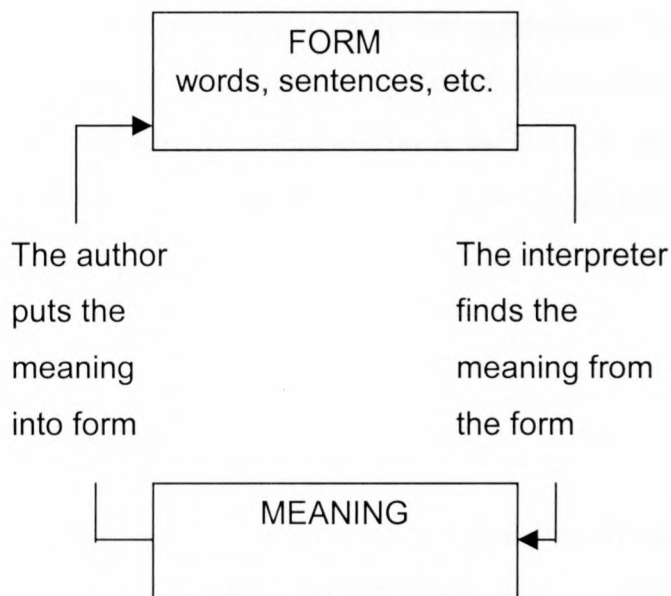 FORM
words, sentences, etc.
The author
puts the
meaning
into form
The interpreter
finds the
meaning from
the form
MEANING